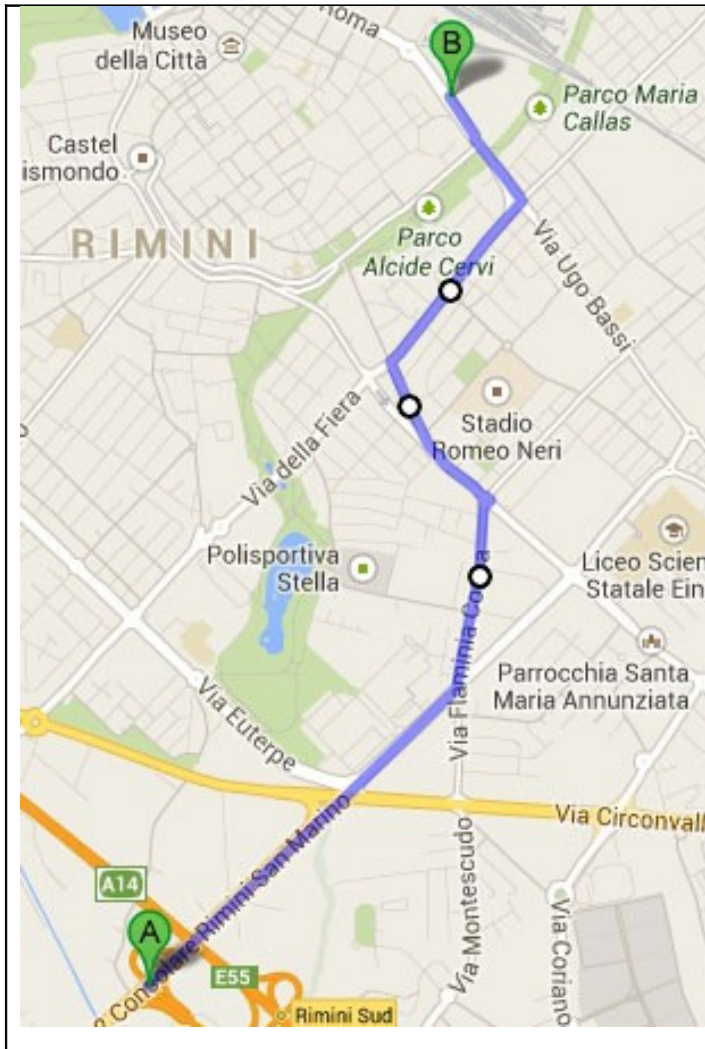 Roma
Museo
della Città
B
Parco Maria
Callas
Castel
ismondo
RIMINI
Parco
Alcide Cervi
Via Ugo Bassi
Stadio
Romeo Neri
Via della Fiera
Polisportiva
Stella
Liceo Scien
Statale Ein
Via Flaminia Co
Parrocchia Santa
Maria Annunziata
Via Euterpe
Via Circonvall
Consolare Rimini San Marino
A14
A
Via Montescudo
Via Coriano
E55
Rimini Sud